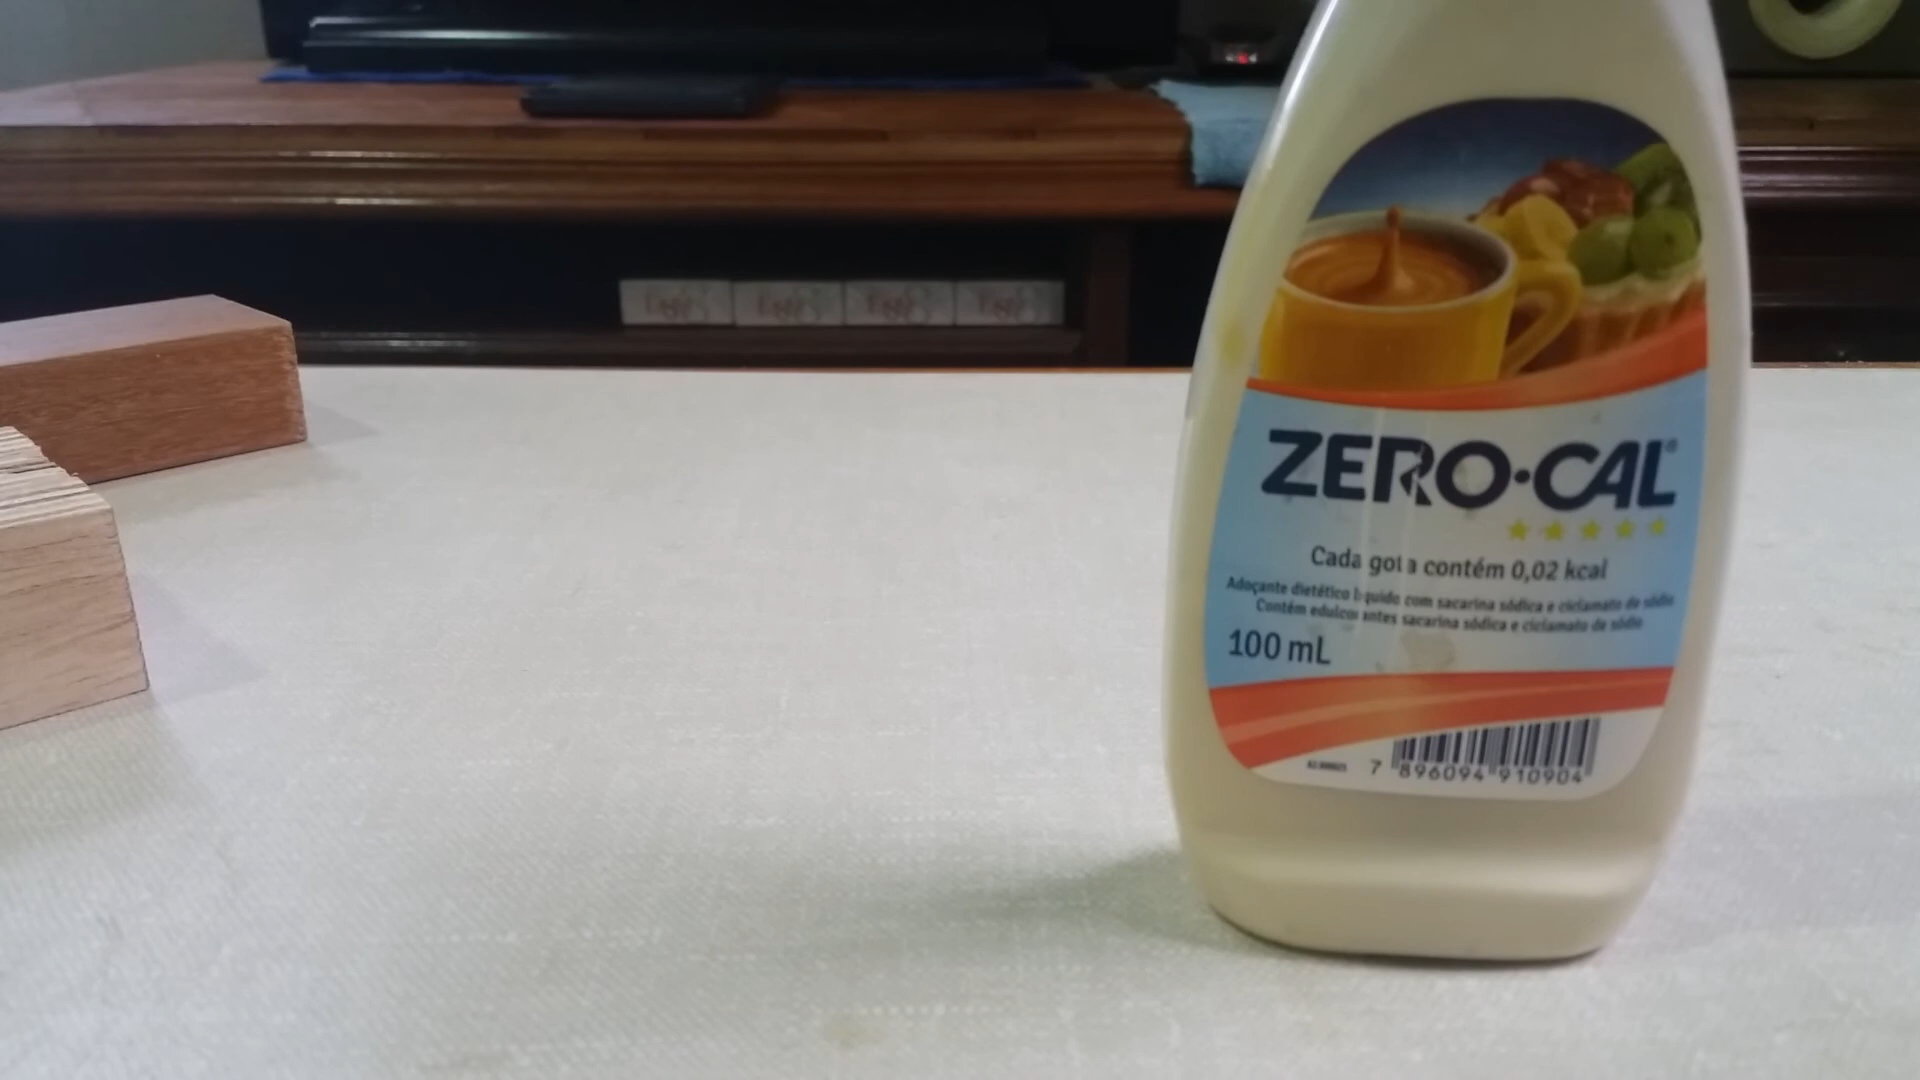 ZERO-CAL®
Cada gota contém 0,02 kcal
Adoçante dietético líquido com sacarina sódica e ciclamato de sódio
Contém edulcorantes sacarina sódica e ciclamato de sódio
100 mL
7 896094 910904